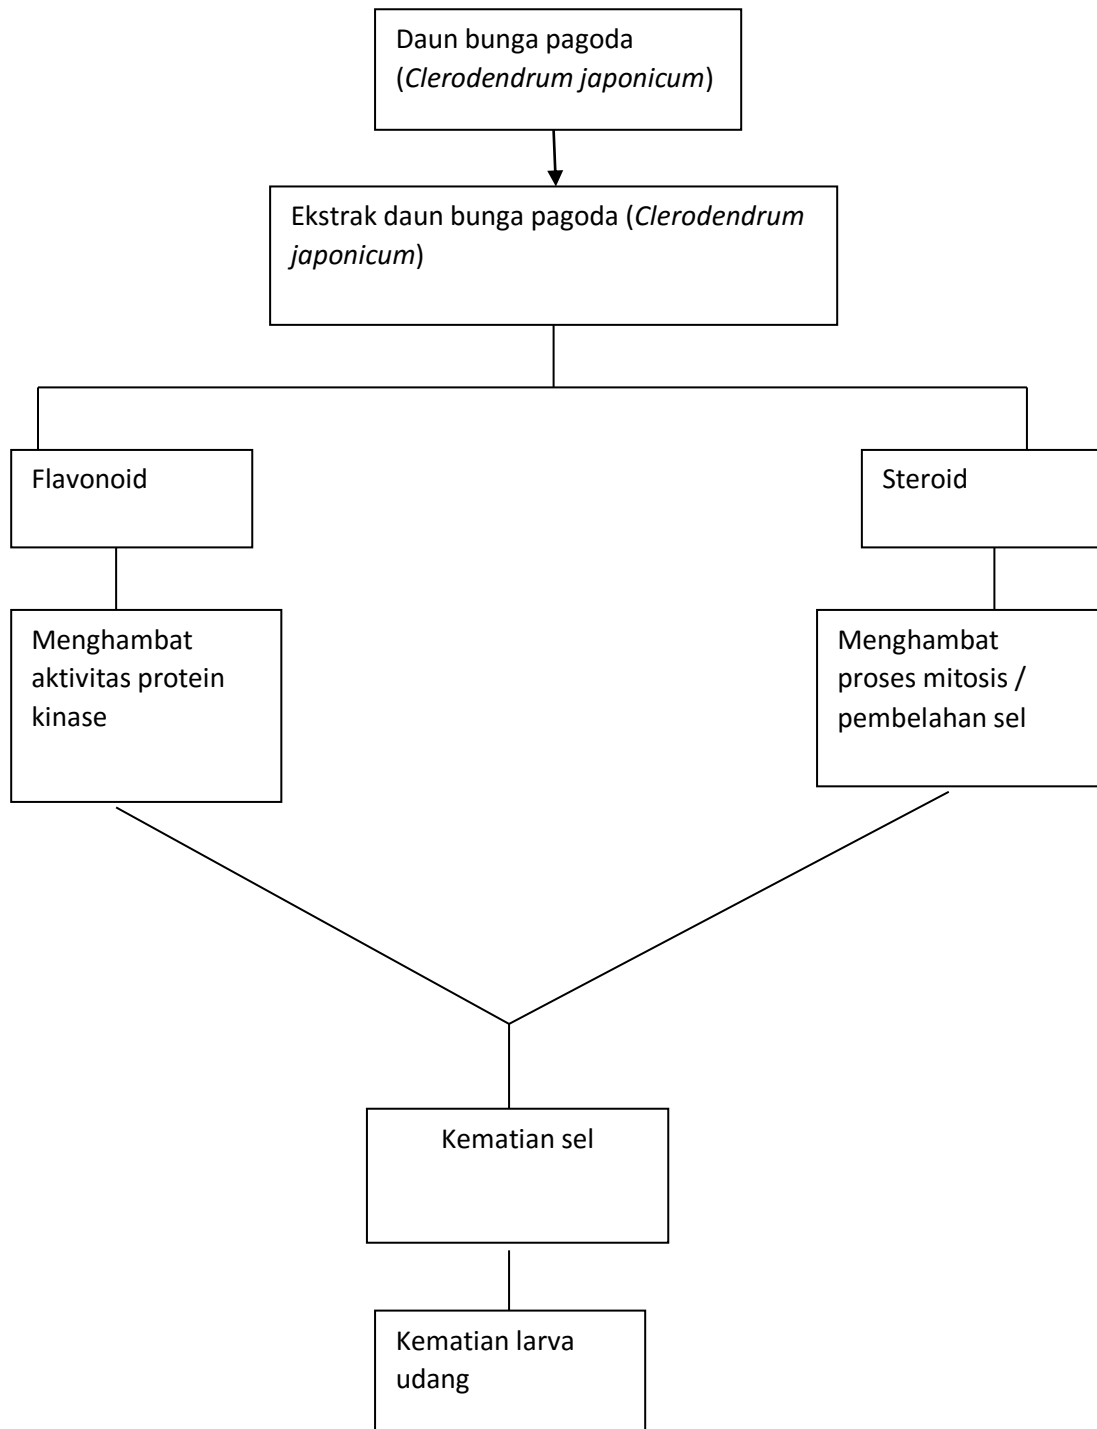 Daun bunga pagoda
(Clerodendrum japonicum)
Ekstrak daun bunga pagoda (Clerodendrum
japonicum)
Flavonoid
Steroid
Menghambat
aktivitas protein
kinase
Menghambat
proses mitosis /
pembelahan sel
Kematian sel
Kematian larva
udang